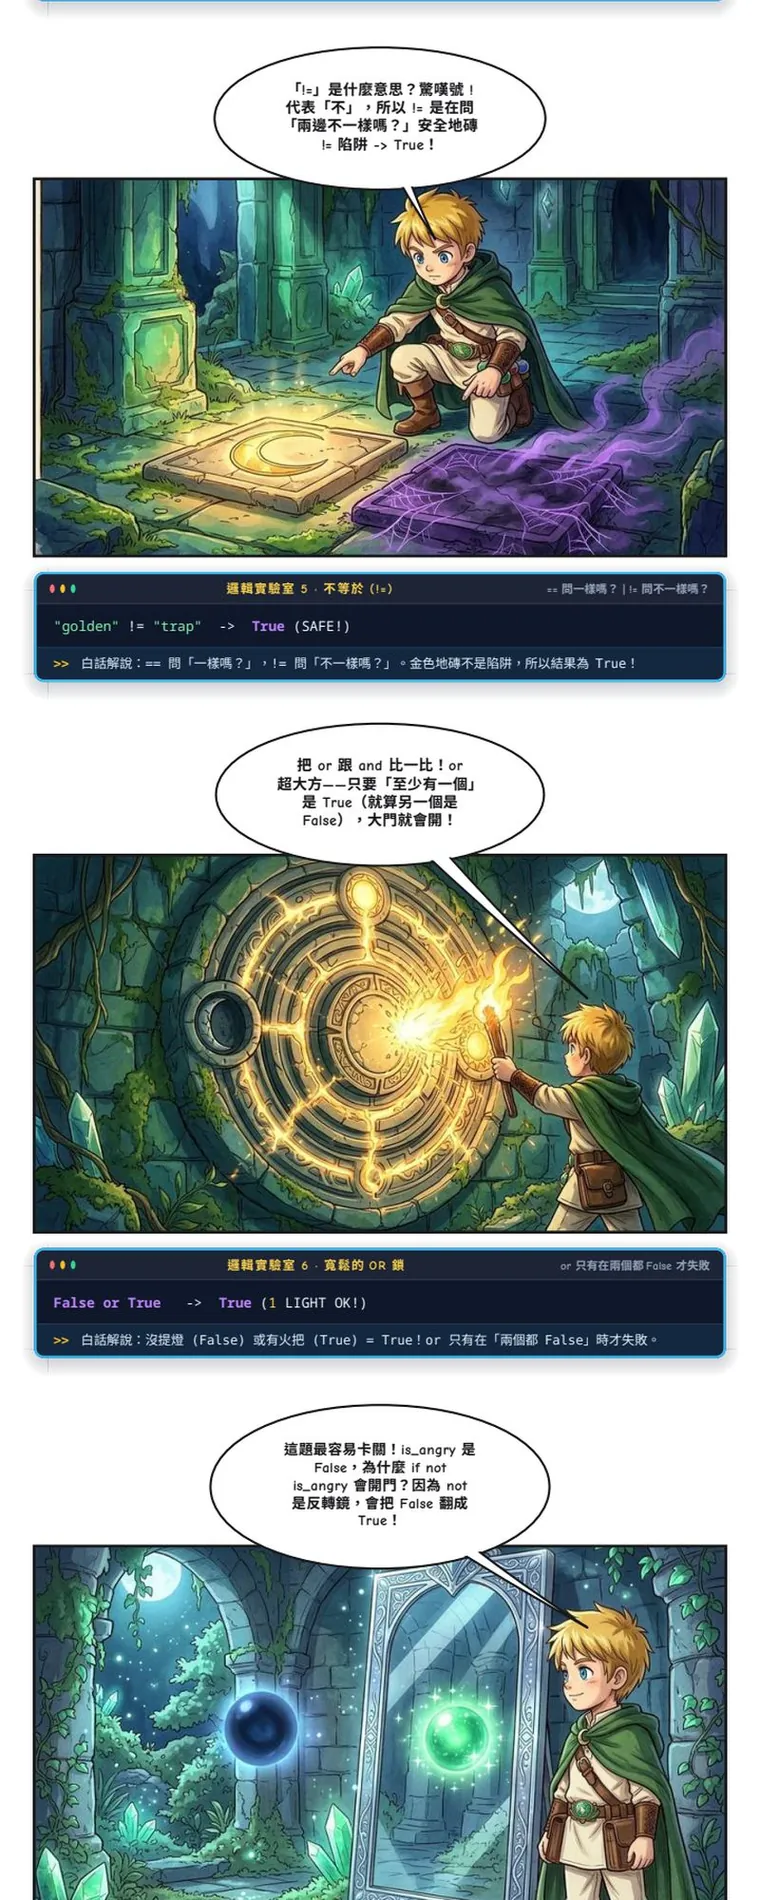 「!=」是什麼意思？驚嘆號！
代表「不」，所以 != 是在問
「兩邊不一樣嗎？」安全地磚
!= 陷阱 -> True！
邏輯實驗室 5 · 不等於 (!=)
== 問一樣嗎？ | != 問不一樣嗎？
"golden" != "trap" -> True (SAFE!)
>> 白話解說：== 問「一樣嗎？」，!= 問「不一樣嗎？」。金色地磚不是陷阱，所以結果為 True！
把 or 跟 and 比一比！or
超大方——只要「至少有一個」
是 True（就算另一個是
False），大門就會開！
邏輯實驗室 6 · 寬鬆的 OR 鎖
or 只有在兩個都 False 才失敗
False or True -> True (1 LIGHT OK!)
>> 白話解說：沒提燈 (False) 或有火把 (True) = True！or 只有在「兩個都 False」時才失敗。
這題最容易卡關！is_angry 是
False，為什麼 if not
is_angry 會開門？因為 not
是反轉鏡，會把 False 翻成
True！